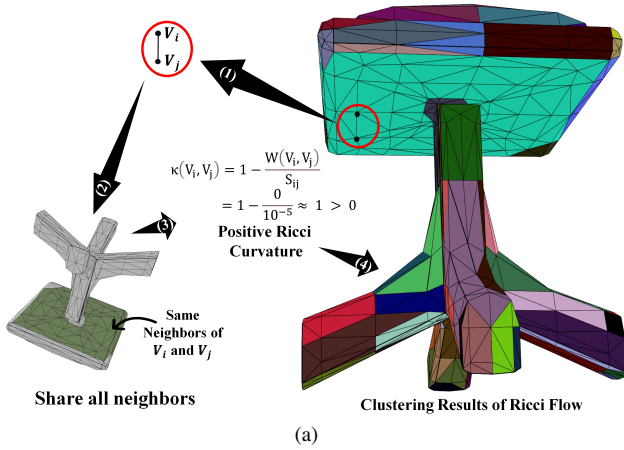 V_i
V_j
(1)
(2)
κ(V_i, V_j) = 1 − W(V_i, V_j) / S_ij
= 1 − 0 / 10⁻⁵ ≈ 1 > 0
(3)
Positive Ricci
Curvature
(4)
Same
Neighbors of
V_i and V_j
Share all neighbors
Clustering Results of Ricci Flow
(a)